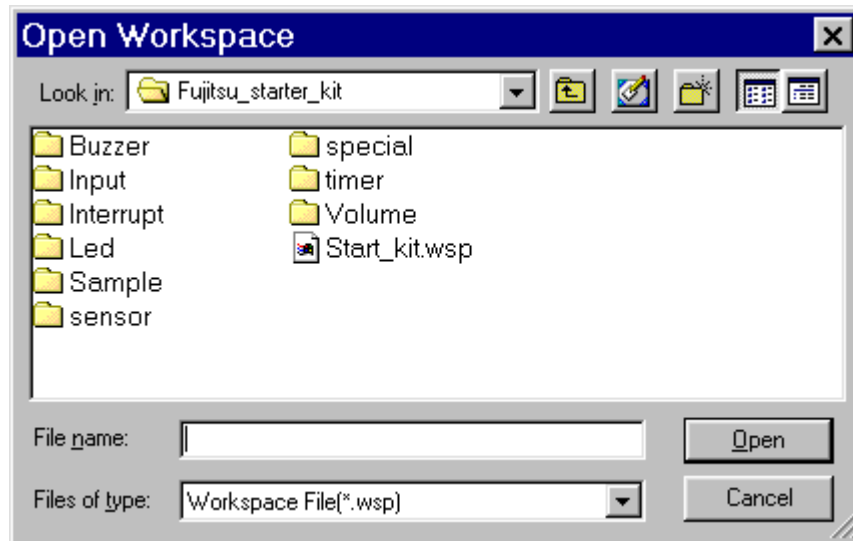 Open Workspace
Look in: Fujitsu_starter_kit
Buzzer special
Input timer
Interrupt Volume
Led Start_kit.wsp
Sample
sensor
File name: Open
Files of type: Workspace File(*.wsp) Cancel